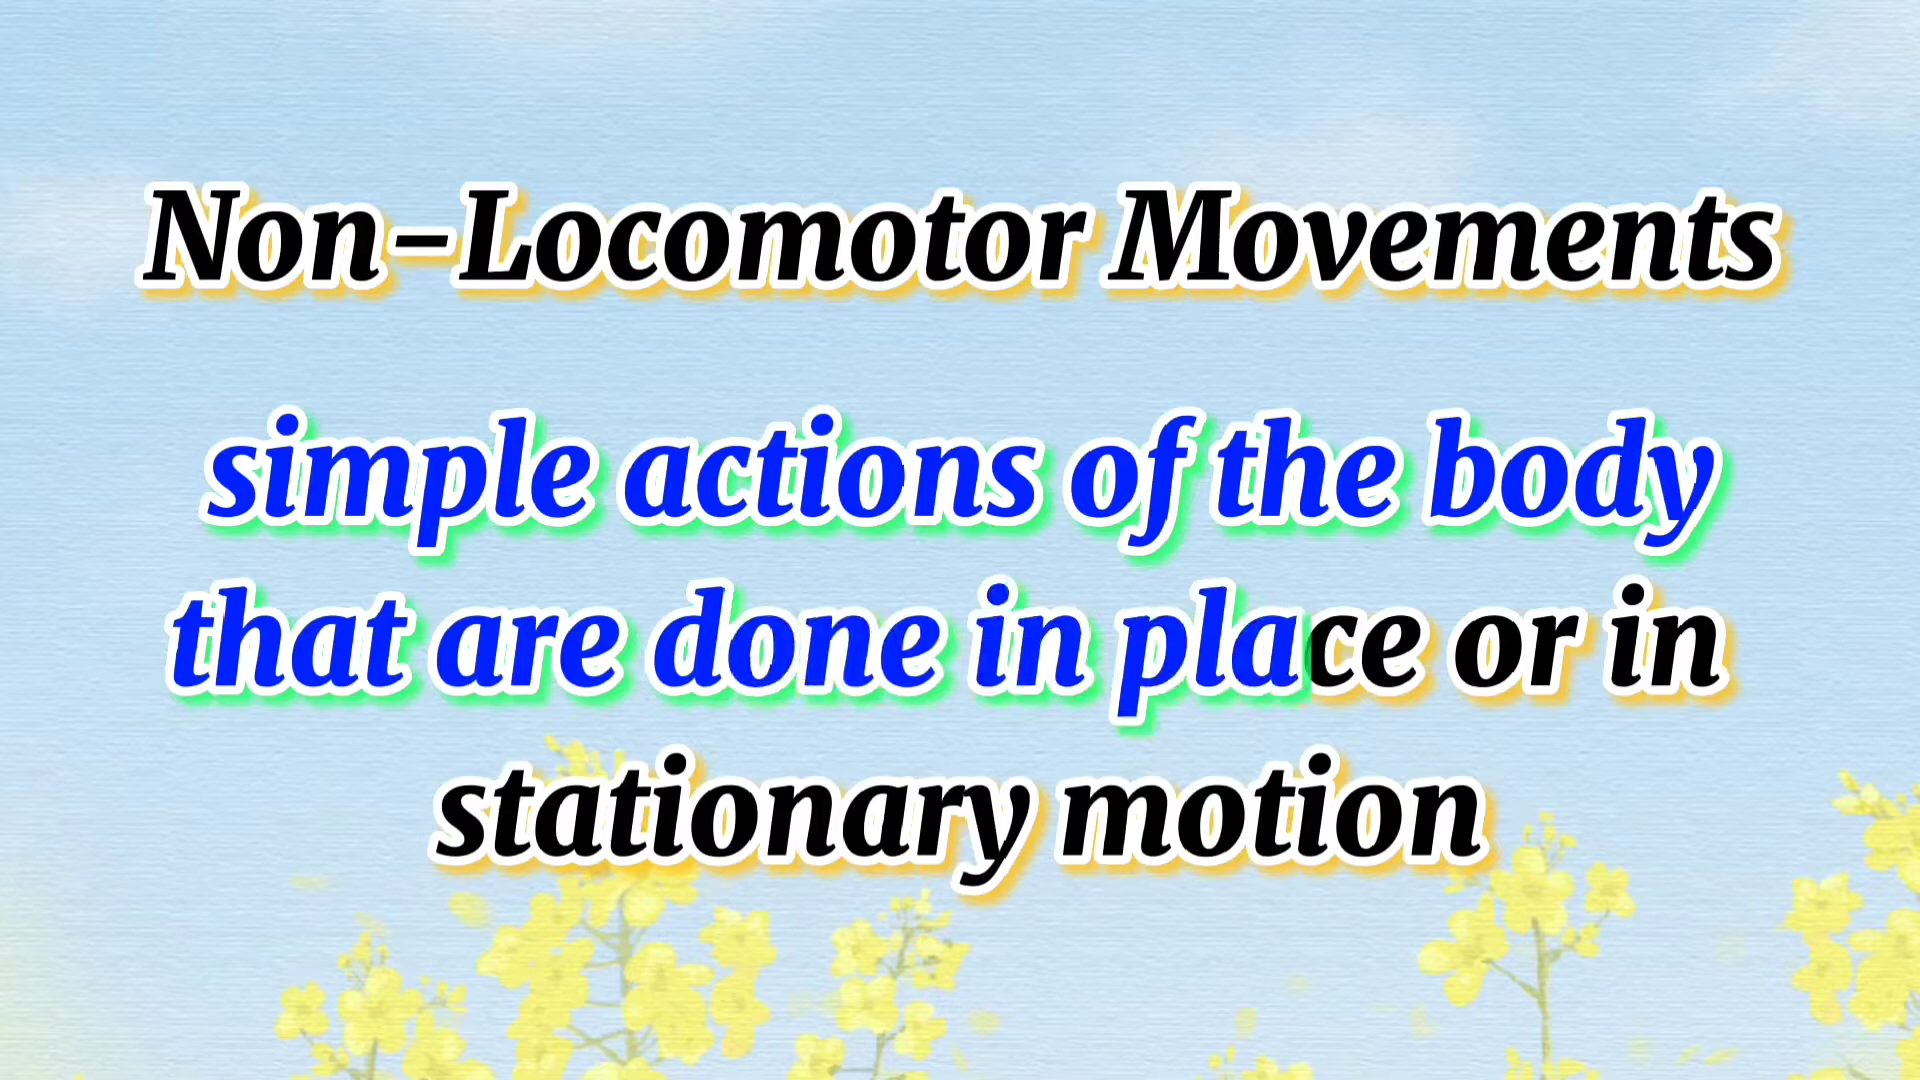 Non-Locomotor Movements
simple actions of the body
that are done in place or in
stationary motion